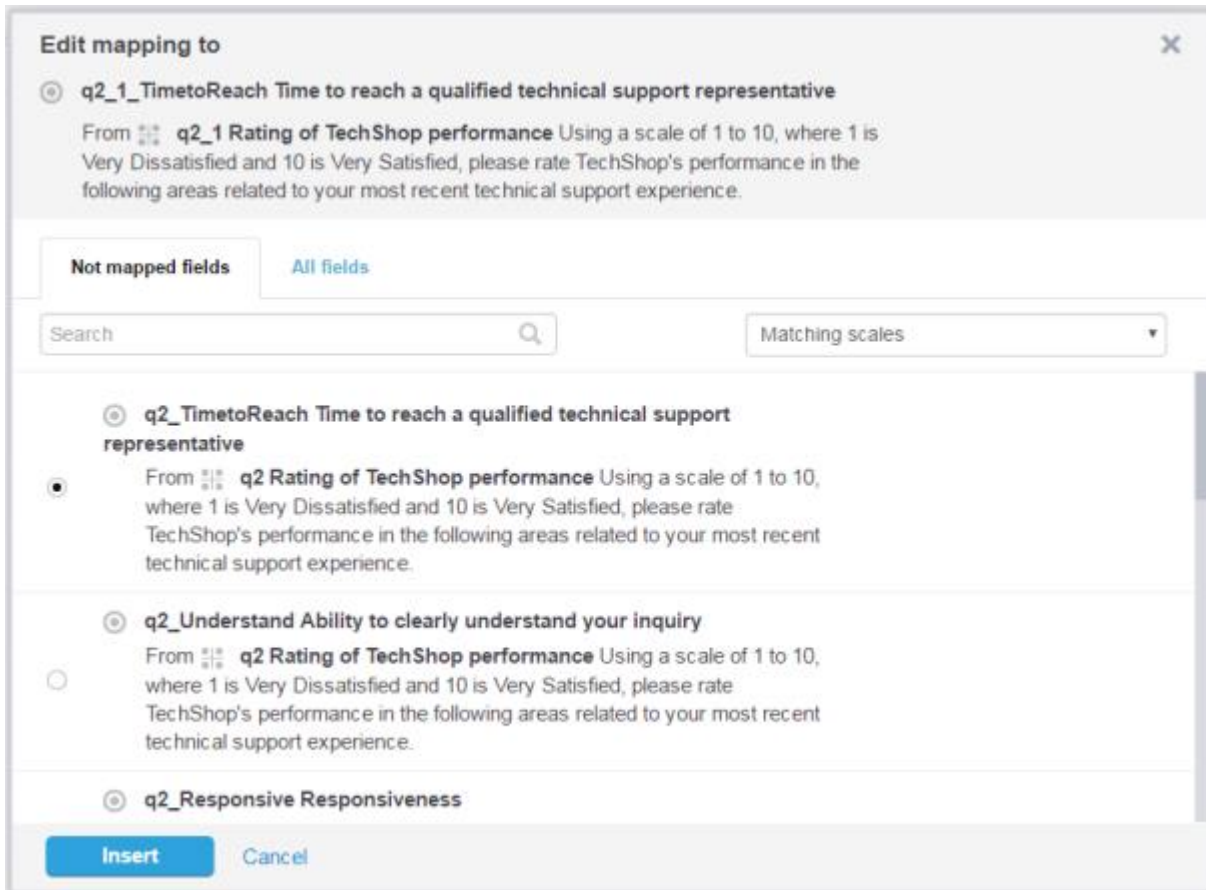 Edit mapping to
q2_1_TimetoReach Time to reach a qualified technical support representative
From q2_1 Rating of TechShop performance Using a scale of 1 to 10, where 1 is
Very Dissatisfied and 10 is Very Satisfied, please rate TechShop's performance in the
following areas related to your most recent technical support experience.
Not mapped fields
All fields
Search
Matching scales
q2_TimetoReach Time to reach a qualified technical support
representative
From q2 Rating of TechShop performance Using a scale of 1 to 10,
where 1 is Very Dissatisfied and 10 is Very Satisfied, please rate
TechShop's performance in the following areas related to your most recent
technical support experience.
q2_Understand Ability to clearly understand your inquiry
From q2 Rating of TechShop performance Using a scale of 1 to 10,
where 1 is Very Dissatisfied and 10 is Very Satisfied, please rate
TechShop's performance in the following areas related to your most recent
technical support experience.
q2_Responsive Responsiveness
Insert
Cancel